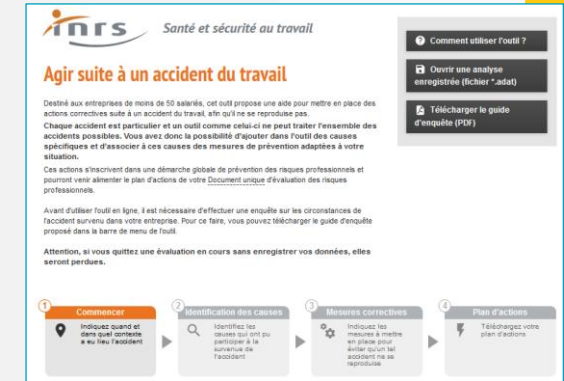 inrs
Santé et sécurité au travail
Comment utiliser l'outil ?
Ouvrir une analyse
enregistrée (fichier *.adat)
Télécharger le guide
d'enquête (PDF)
Agir suite à un accident du travail
Destiné aux entreprises de moins de 50 salariés, cet outil propose une aide pour mettre en place des
actions correctives suite à un accident du travail, afin qu'il ne se reproduise pas.
Chaque accident est particulier et un outil comme celui-ci ne peut traiter l'ensemble des
accidents possibles. Vous avez donc la possibilité d'ajouter dans l'outil des causes
spécifiques et d'associer à ces causes des mesures de prévention adaptées à votre
situation.
Ces actions s'inscrivent dans une démarche globale de prévention des risques professionnels et
pourront venir alimenter le plan d'actions de votre Document unique d'évaluation des risques
professionnels.
Avant d'utiliser l'outil en ligne, il est nécessaire d'effectuer une enquête sur les circonstances de
l'accident survenu dans votre entreprise. Pour ce faire, vous pouvez télécharger le guide d'enquête
proposé dans la barre de menu de l'outil.
Attention, si vous quittez une évaluation en cours sans enregistrer vos données, elles
seront perdues.
1
Commencer
Indiquez quand et
dans quel contexte
a eu lieu l'accident
2
Identification des causes
Identifiez les
causes qui ont pu
participer à la
survenue de
l'accident
3
Mesures correctives
Indiquez les
mesures à mettre
en place pour
éviter qu'un tel
accident ne se
reproduise
4
Plan d'actions
Téléchargez votre
plan d'actions